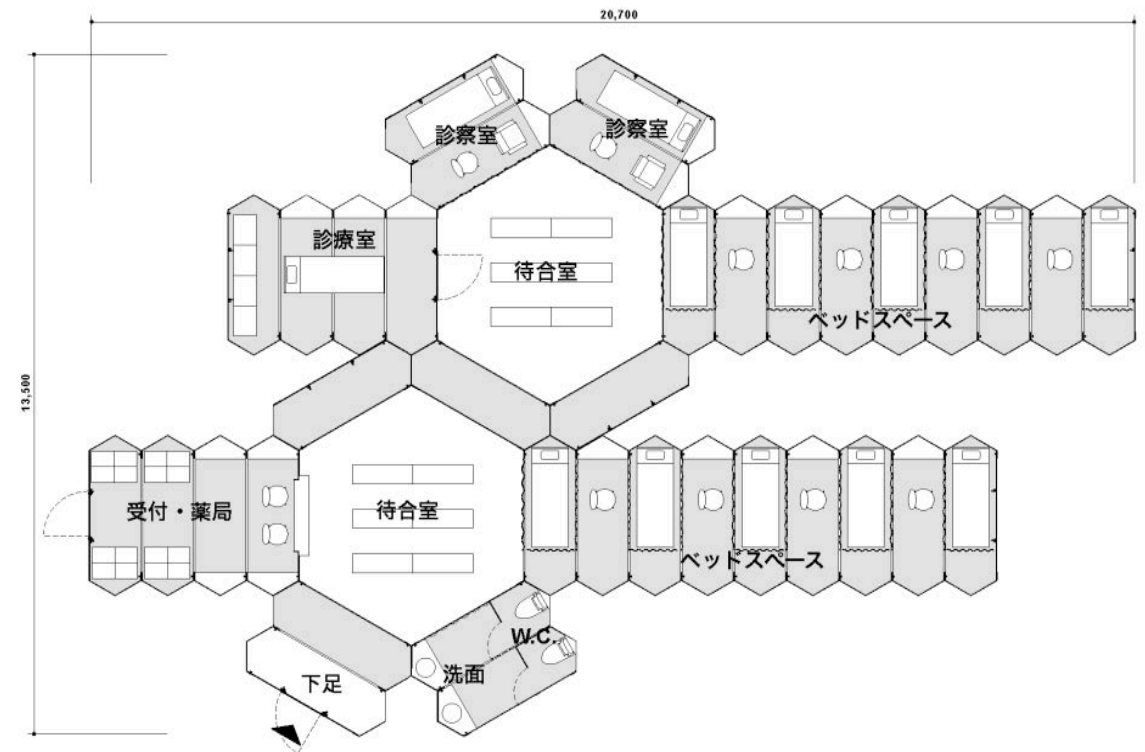 20,700
診察室
診察室
診療室
待合室
ベッドスペース
13,500
受付・薬局
待合室
ベッドスペース
W.C.
洗面
下足